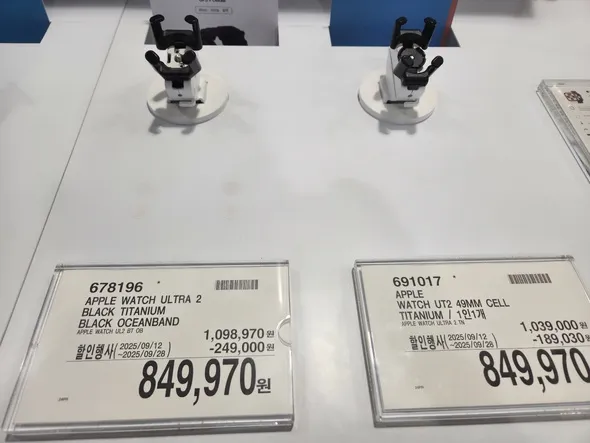 678196
APPLE WATCH ULTRA 2
BLACK TITANIUM
BLACK OCEANBAND
APPLE WATCH UL2 BT OB
1,098,970원
할인행사 (2025/09/12 ~2025/09/28) -249,000원
849,970원
691017
APPLE
WATCH UT2 49MM CELL
TITANIUM / 1인1개
APPLE WATCH ULTRA 2 TN
1,039,000원
할인행사 (2025/09/12 ~2025/09/28) -189,030원
849,970